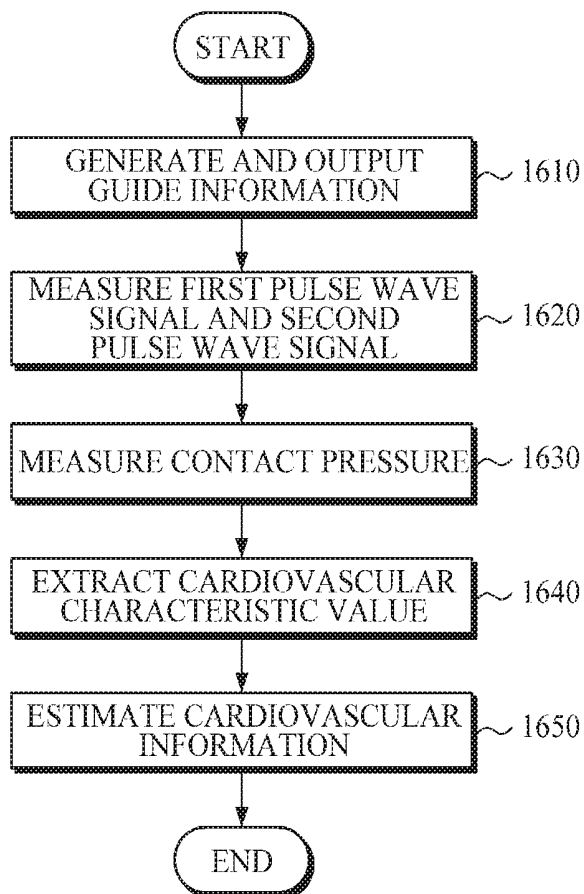 START
GENERATE AND OUTPUT
GUIDE INFORMATION
1610
MEASURE FIRST PULSE WAVE
SIGNAL AND SECOND
PULSE WAVE SIGNAL
1620
MEASURE CONTACT PRESSURE
1630
EXTRACT CARDIOVASCULAR
CHARACTERISTIC VALUE
1640
ESTIMATE CARDIOVASCULAR
INFORMATION
1650
END